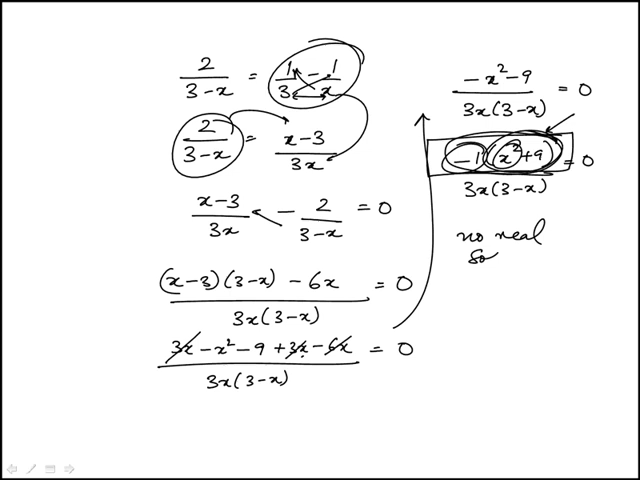 2/(3-x) = 1/3 - 1/x
2/(3-x) = (x-3)/3x
(x-3)/3x - 2/(3-x) = 0
((x-3)(3-x) - 6x)/(3x(3-x)) = 0
(3x - x² - 9 + 3x - 6x)/(3x(3-x)) = 0
(-x² - 9)/(3x(3-x)) = 0
-1(x² + 9)/(3x(3-x)) = 0
no real
so